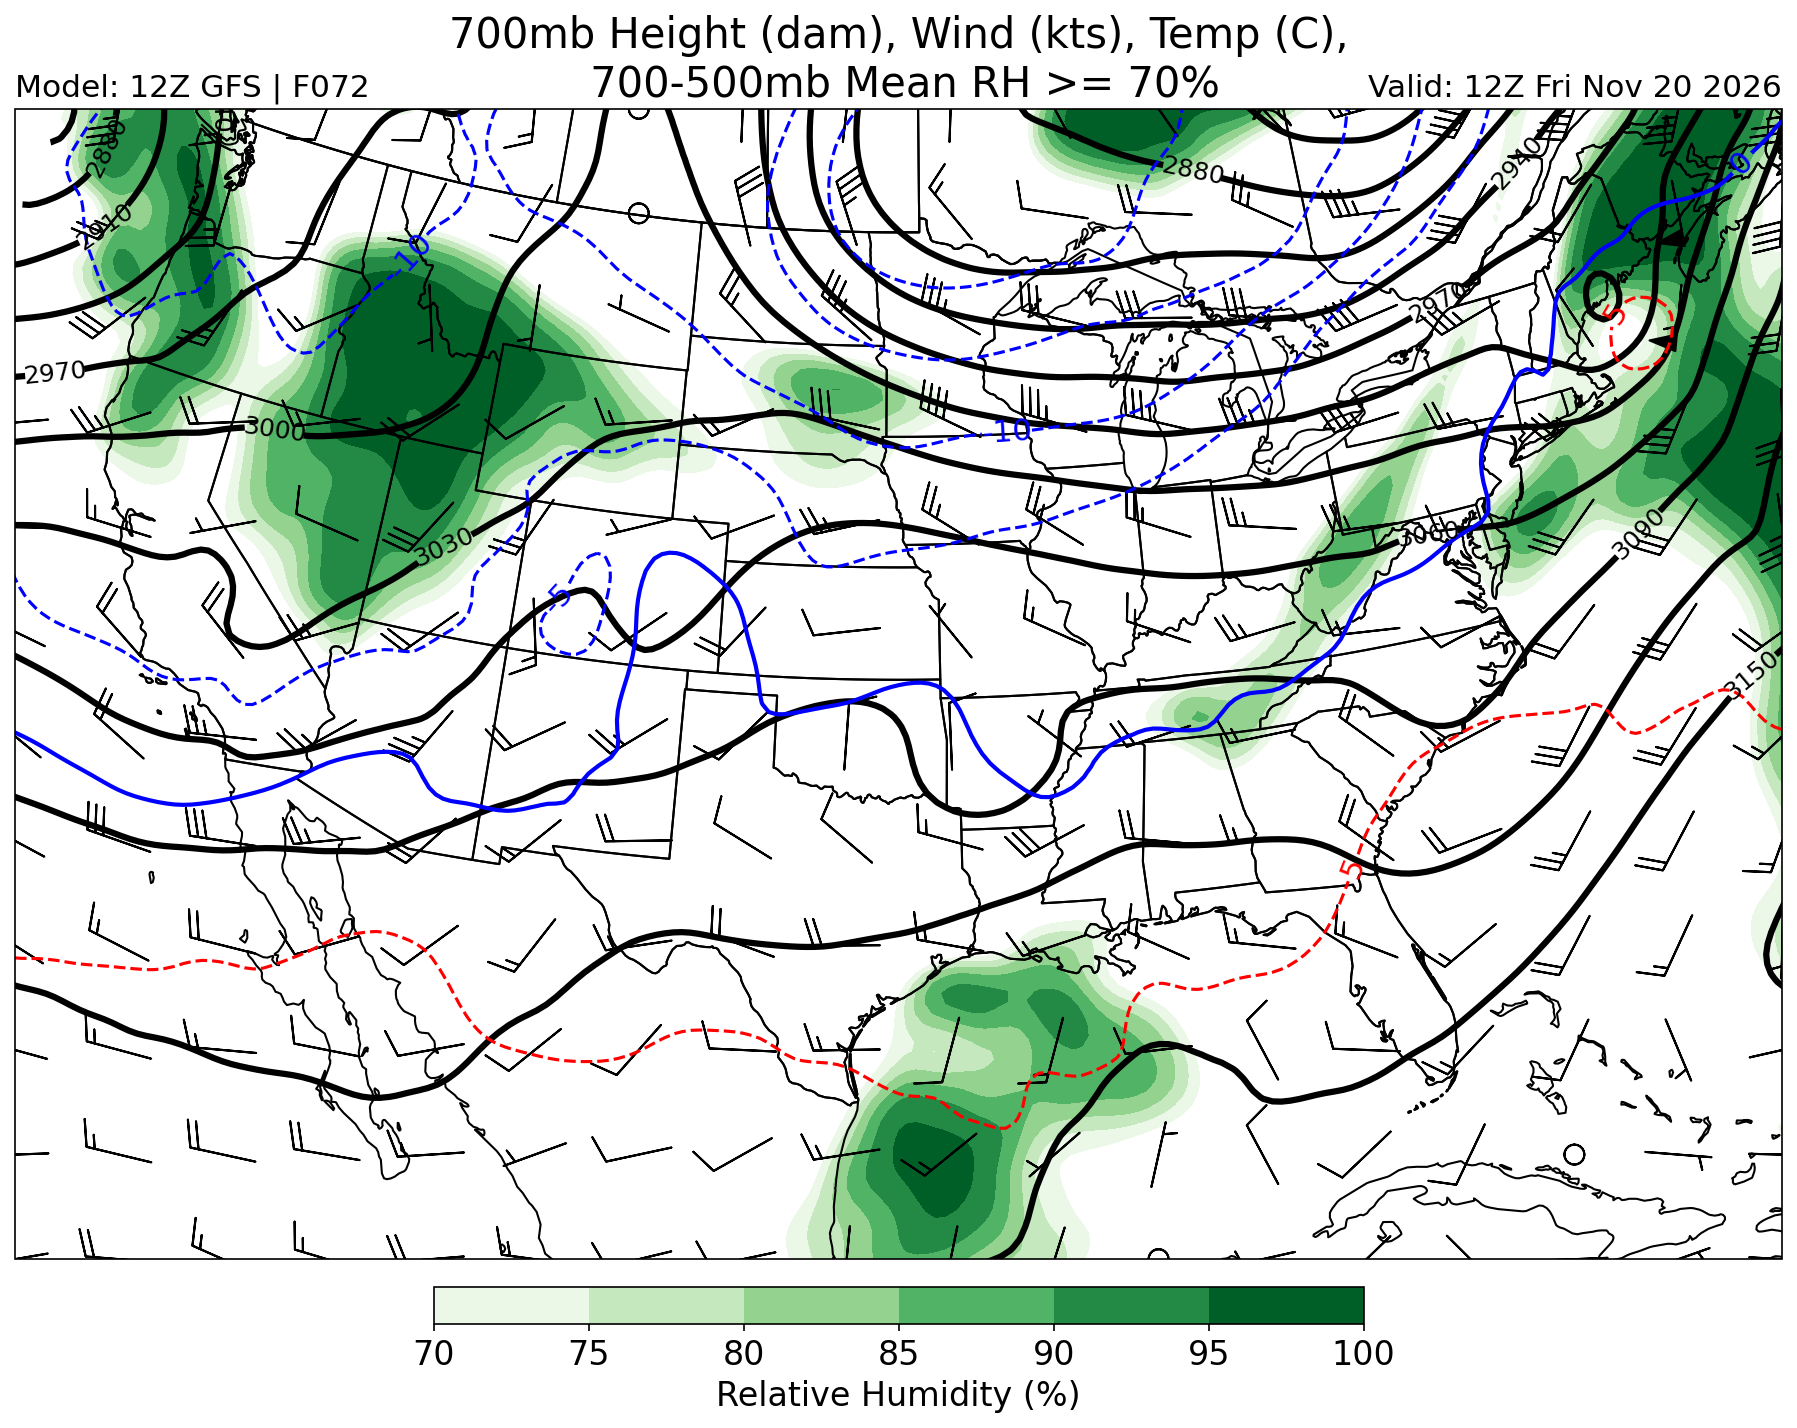 700mb Height (dam), Wind (kts), Temp (C),
700-500mb Mean RH >= 70%
Model: 12Z GFS | F072
Valid: 12Z Fri Nov 20 2026
2880
2880
2940
0
2910
-10
2970
5
2970
3000
-10
3030
3060
3090
-5
3150
5
70 75 80 85 90 95 100
Relative Humidity (%)